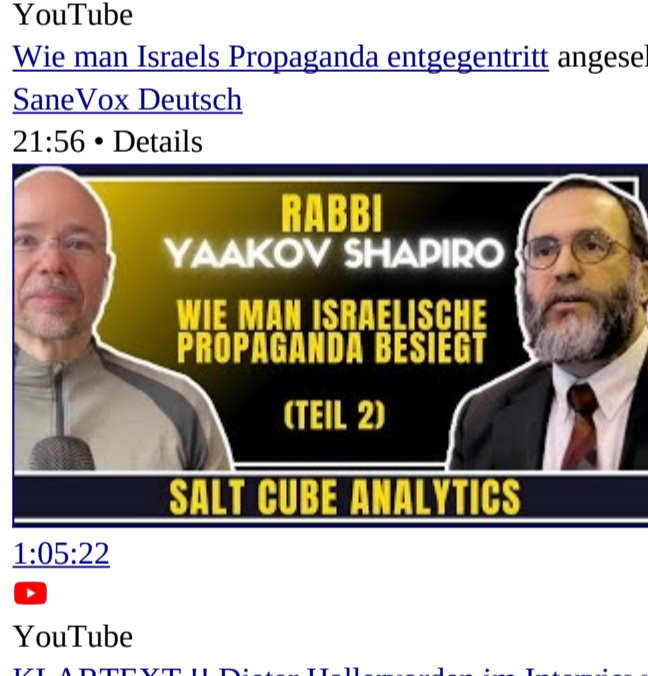 YouTube
Wie man Israels Propaganda entgegentritt
SaneVox Deutsch
21:56 • Details
RABBI
YAAKOV SHAPIRO
WIE MAN ISRAELISCHE
PROPAGANDA BESIEGT
(TEIL 2)
SALT CUBE ANALYTICS
1:05:22
YouTube